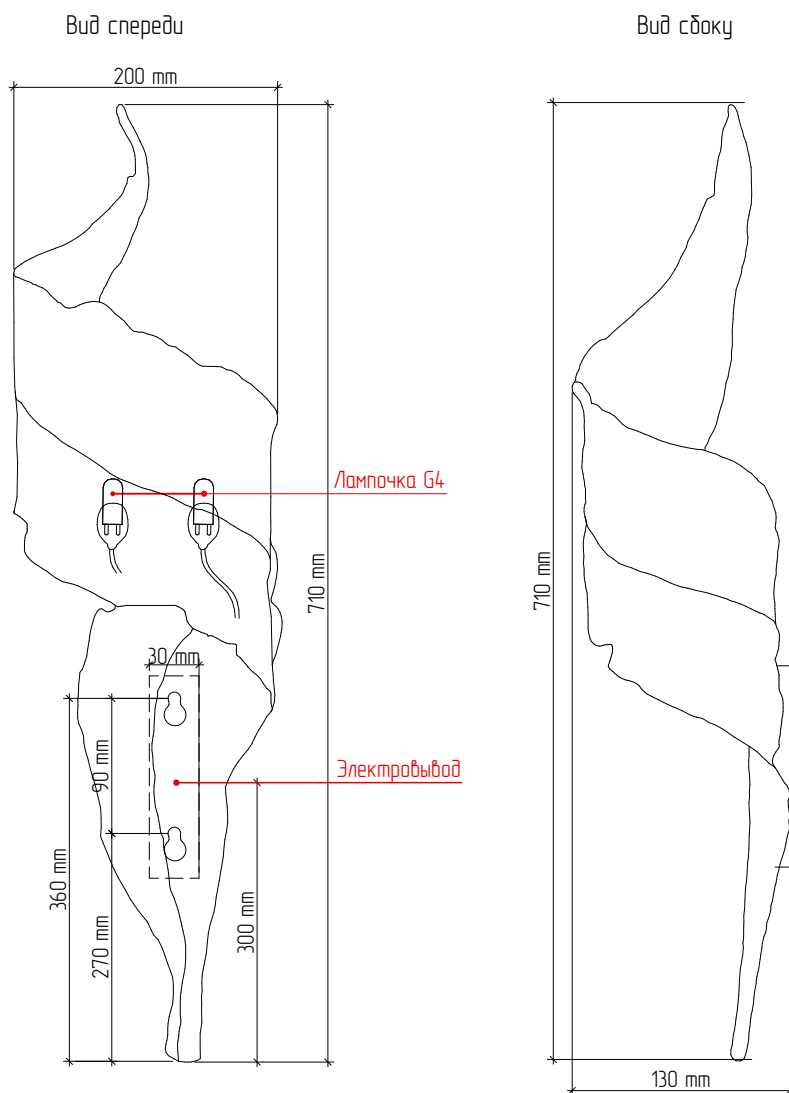 Вид спереди
Вид сбоку
200 mm
Лампочка G4
710 mm
710 mm
30 mm
Электровывод
90 mm
360 mm
270 mm
300 mm
130 mm